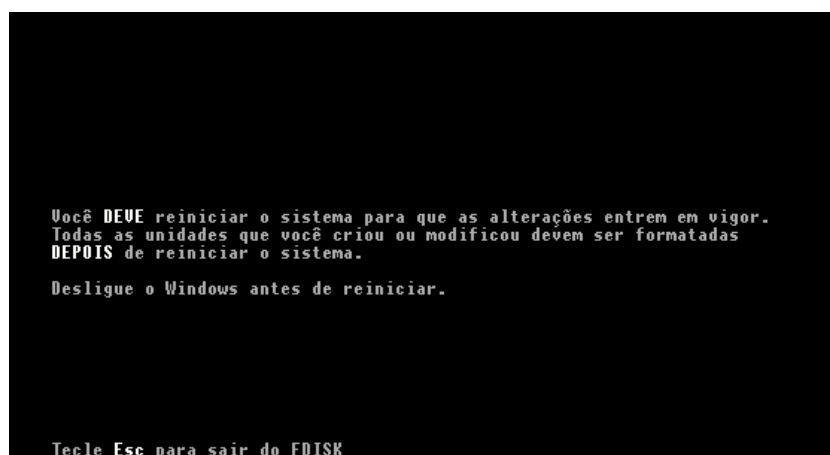 Você DEVE reiniciar o sistema para que as alterações entrem em vigor.
Todas as unidades que você criou ou modificou devem ser formatadas
DEPOIS de reiniciar o sistema.
Desligue o Windows antes de reiniciar.
Tecle Esc para sair do FDISK